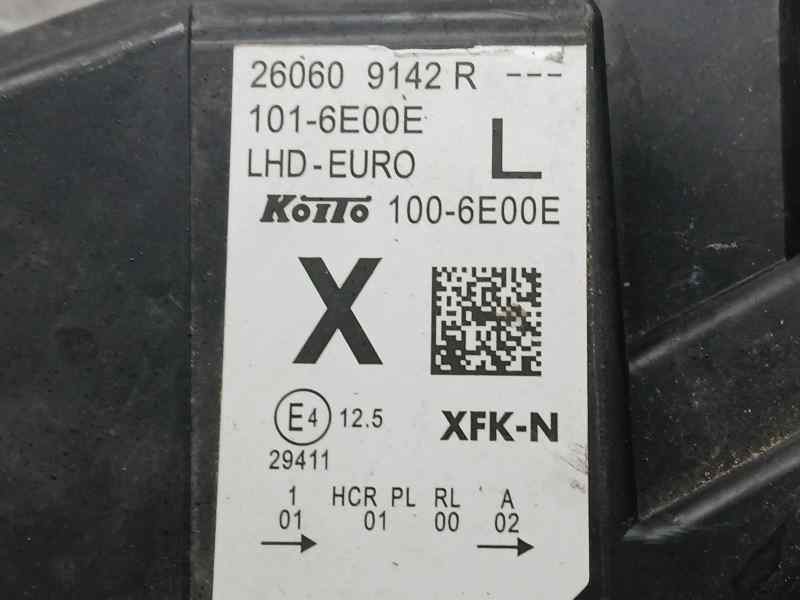 26060 9142 R ---
101-6E00E
LHD-EURO L
KOITO 100-6E00E
X
E4 12.5
XFK-N
29411
1 HCR PL RL A
01 01 00 02
→ →